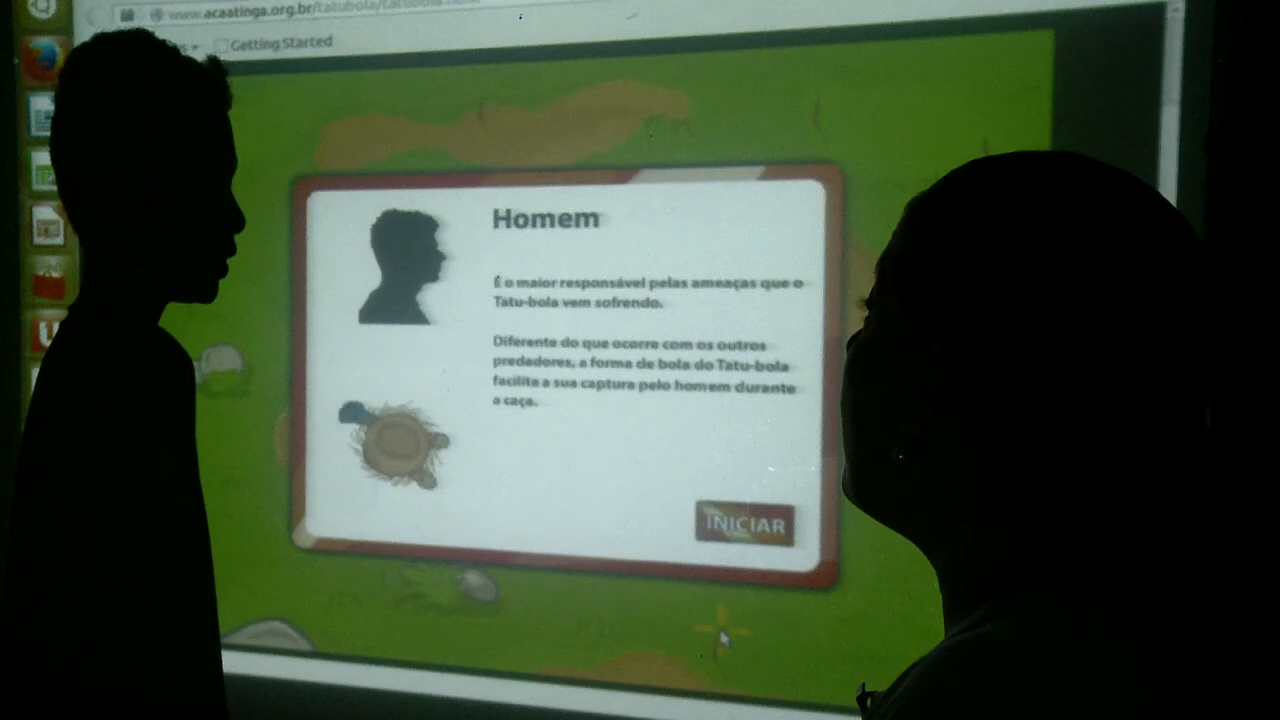 www.acaatinga.org.br/tatubola/tatubola.html
Getting Started
Homem
É o maior responsável pelas ameaças que o
Tatu-bola vem sofrendo.
Diferente do que ocorre com os outros
predadores, a forma de bola do Tatu-bola
facilita a sua captura pelo homem durante
a caça.
INICIAR